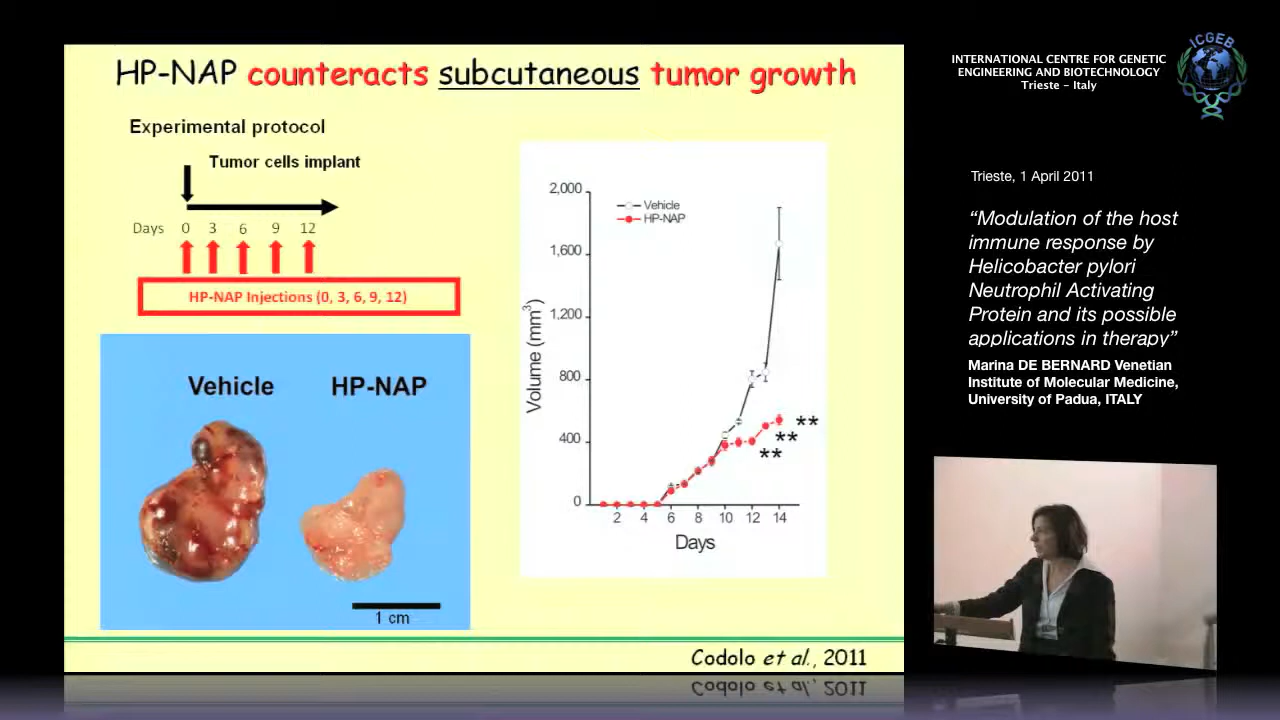 HP-NAP counteracts subcutaneous tumor growth
Experimental protocol
Tumor cells implant
Days 0 3 6 9 12
HP-NAP Injections (0, 3, 6, 9, 12)
Vehicle HP-NAP
1 cm
2,000
1,600
1,200
800
400
0
Vehicle
HP-NAP
Volume (mm³)
** 
** 
**
2 4 6 8 10 12 14
Days
Codolo et al., 2011
Codolo et al., 2011
INTERNATIONAL CENTRE FOR GENETIC
ENGINEERING AND BIOTECHNOLOGY
Trieste - Italy
ICGEB
Trieste, 1 April 2011
“Modulation of the host
immune response by
Helicobacter pylori
Neutrophil Activating
Protein and its possible
applications in therapy”
Marina DE BERNARD Venetian
Institute of Molecular Medicine,
University of Padua, ITALY